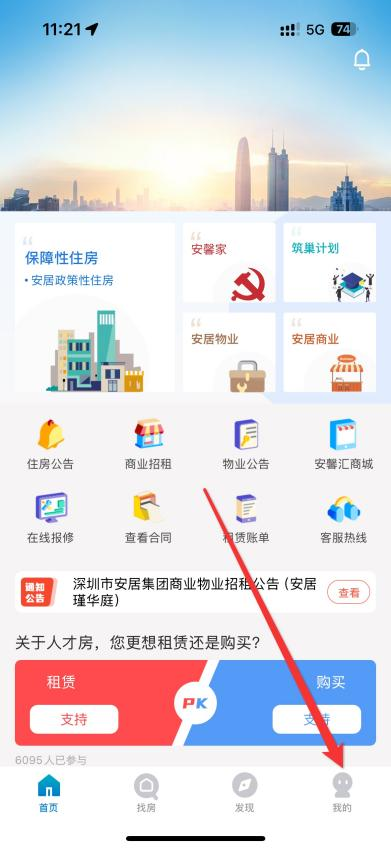 11:21
5G 74
保障性住房
• 安居政策性住房
安馨家
筑巢计划
安居物业
安居商业
住房公告
商业招租
物业公告
安馨汇商城
在线报修
查看合同
租赁账单
客服热线
通知
公告
深圳市安居集团商业物业招租公告（安居
瑾华庭）
查看
关于人才房，您更想租赁还是购买?
租赁
购买
支持
PK
支持
6095人已参与
首页
找房
发现
我的